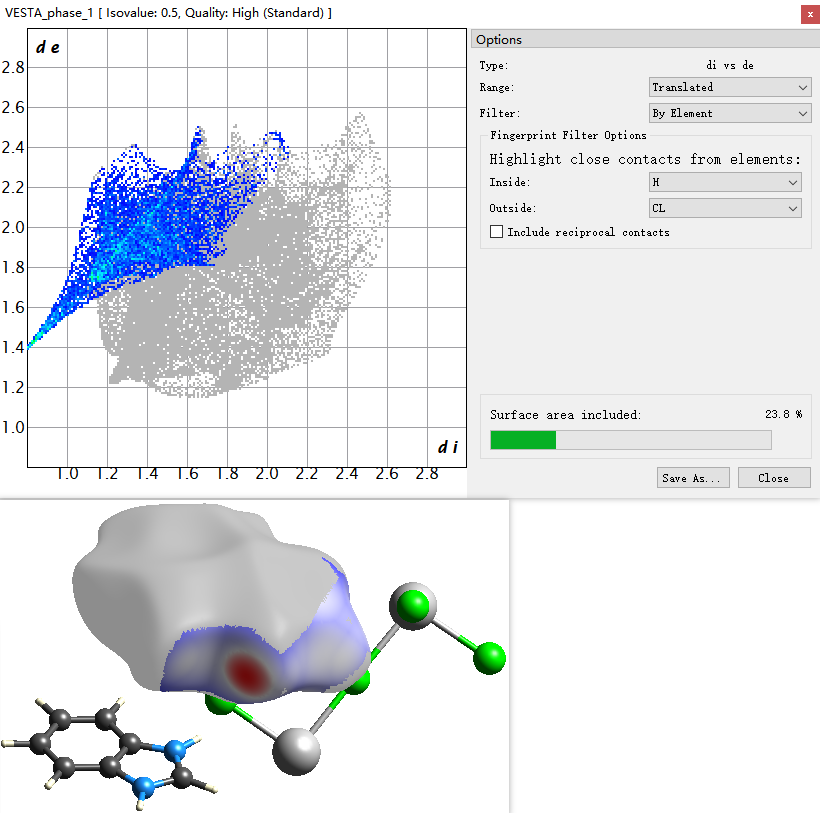 VESTA_phase_1 [ Isovalue: 0.5, Quality: High (Standard) ]
x
d e
2.8
2.6
2.4
2.2
2.0
1.8
1.6
1.4
1.2
1.0
d i
1.0 1.2 1.4 1.6 1.8 2.0 2.2 2.4 2.6 2.8
Options
Type: di vs de
Range: Translated
Filter: By Element
Fingerprint Filter Options
Highlight close contacts from elements:
Inside: H
Outside: CL
Include reciprocal contacts
Surface area included: 23.8 %
Save As... Close